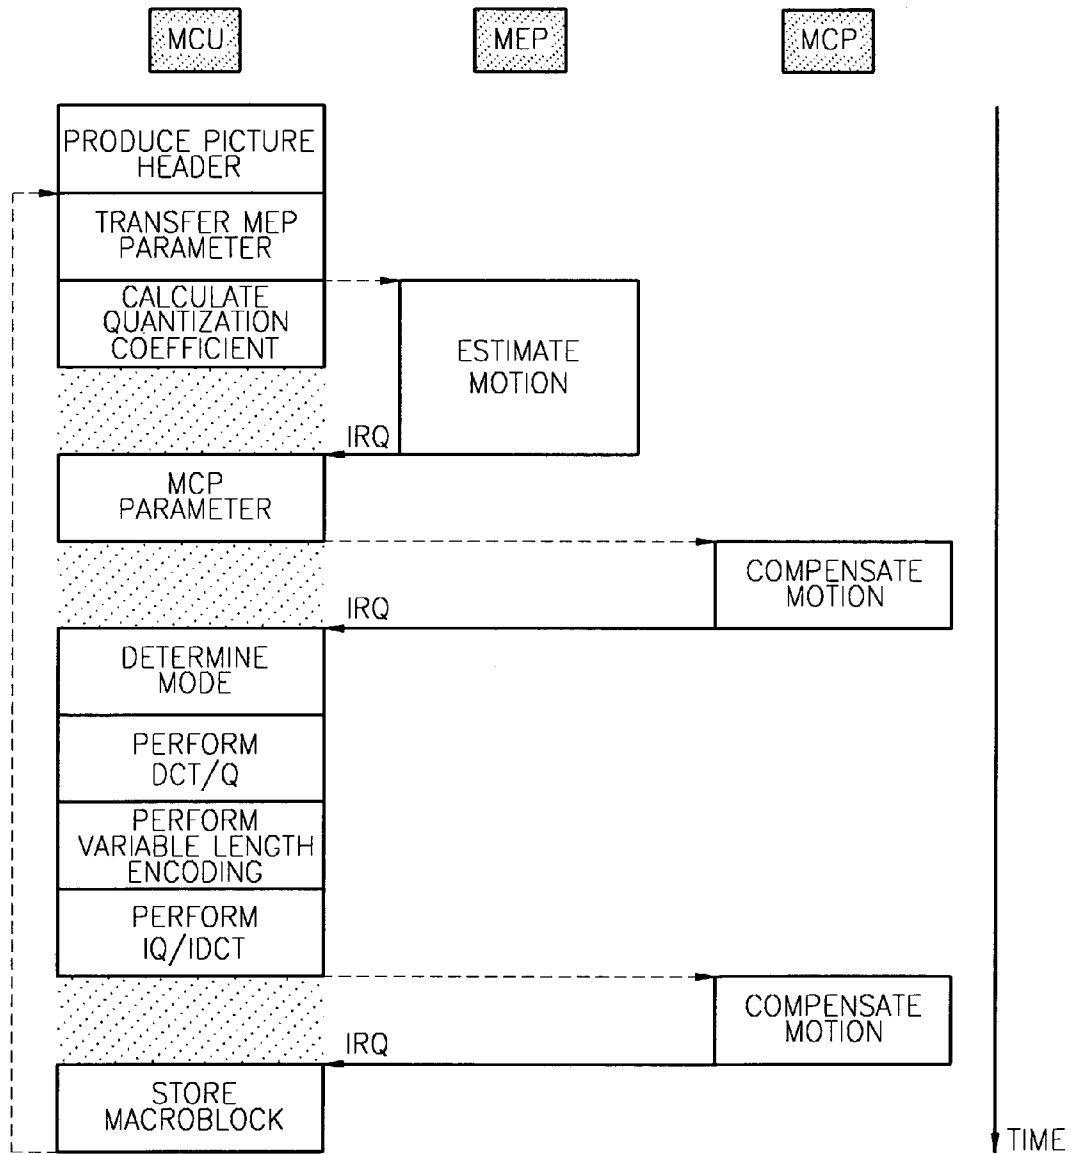 MCU
MEP
MCP
PRODUCE PICTURE
HEADER
TRANSFER MEP
PARAMETER
CALCULATE
QUANTIZATION
COEFFICIENT
ESTIMATE
MOTION
IRQ
MCP
PARAMETER
COMPENSATE
MOTION
IRQ
DETERMINE
MODE
PERFORM
DCT/Q
PERFORM
VARIABLE LENGTH
ENCODING
PERFORM
IQ/IDCT
COMPENSATE
MOTION
IRQ
STORE
MACROBLOCK
TIME